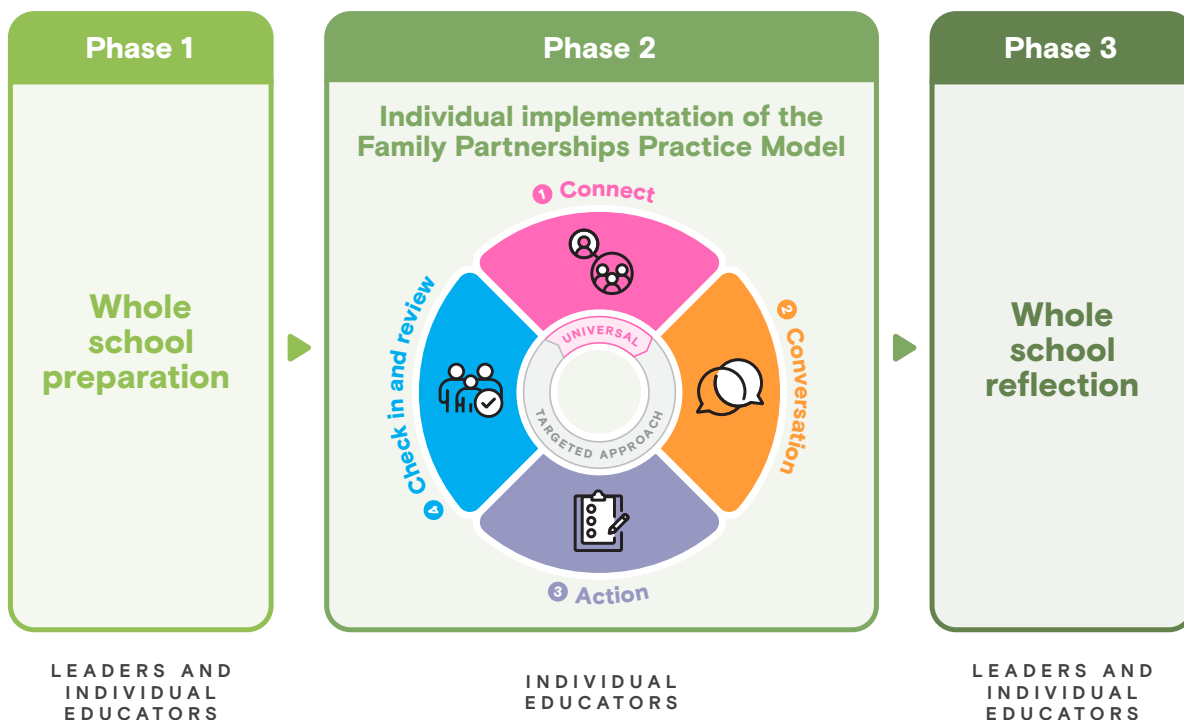 Phase 1
Whole
school
preparation
LEADERS AND
INDIVIDUAL
EDUCATORS
Phase 2
Individual implementation of the
Family Partnerships Practice Model
1 Connect
2 Conversation
3 Action
4 Check in and review
UNIVERSAL
TARGETED APPROACH
INDIVIDUAL
EDUCATORS
Phase 3
Whole
school
reflection
LEADERS AND
INDIVIDUAL
EDUCATORS